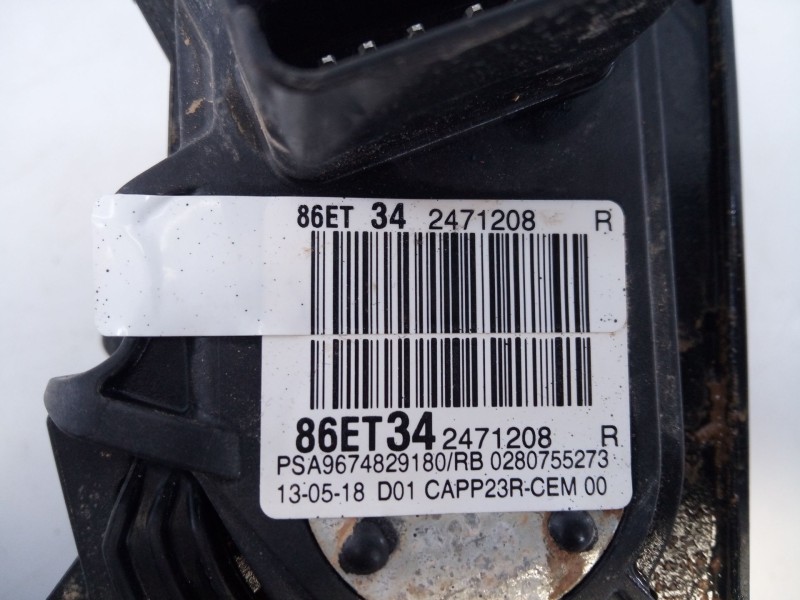 86ET 34 2471208 R
86ET34 2471208 R
PSA9674829180/RB 0280755273
13-05-18 D01 CAPP23R-CEM 00